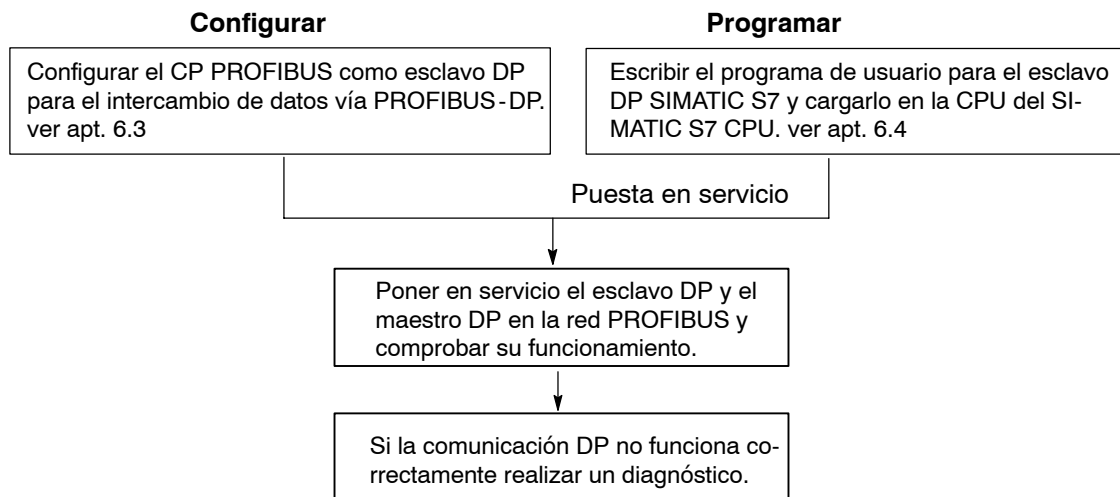 Configurar
Configurar el CP PROFIBUS como esclavo DP
para el intercambio de datos vía PROFIBUS-DP.
ver apt. 6.3
Programar
Escribir el programa de usuario para el esclavo
DP SIMATIC S7 y cargarlo en la CPU del SI-
MATIC S7 CPU. ver apt. 6.4
Puesta en servicio
Poner en servicio el esclavo DP y el
maestro DP en la red PROFIBUS y
comprobar su funcionamiento.
Si la comunicación DP no funciona co-
rrectamente realizar un diagnóstico.